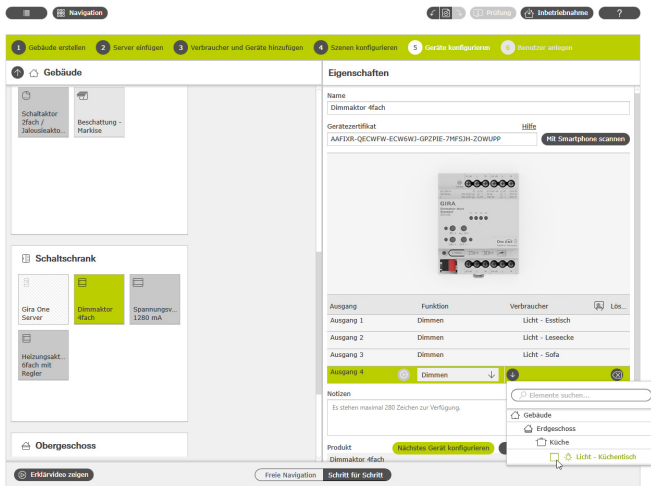 Navigation
Prüfung
Inbetriebnahme
?
1 Gebäude erstellen
2 Server einfügen
3 Verbraucher und Geräte hinzufügen
4 Szenen konfigurieren
5 Geräte konfigurieren
6 Benutzer anlegen
Gebäude
Schaltaktor
2fach /
Jalousieakto...
Beschattung -
Markise
Schaltschrank
Gira One
Server
Dimmaktor
4fach
Spannungsv...
1280 mA
Heizungsakt...
6fach mit
Regler
Obergeschoss
Eigenschaften
Name
Dimmaktor 4fach
Gerätezertifikat
Hilfe
AAFIXR-QECWFW-ECW6WJ-GPZPIE-7MFSJH-ZOWUPP
Mit Smartphone scannen
GIRA
Ausgang Funktion Verbraucher Lös...
Ausgang 1 Dimmen Licht - Esstisch
Ausgang 2 Dimmen Licht - Leseecke
Ausgang 3 Dimmen Licht - Sofa
Ausgang 4 Dimmen
Notizen
Es stehen maximal 280 Zeichen zur Verfügung.
Elemente suchen...
Gebäude
Erdgeschoss
Küche
Licht - Küchentisch
Produkt
Nächstes Gerät konfigurieren
Dimmaktor 4fach
Erklärvideo zeigen
Freie Navigation
Schritt für Schritt